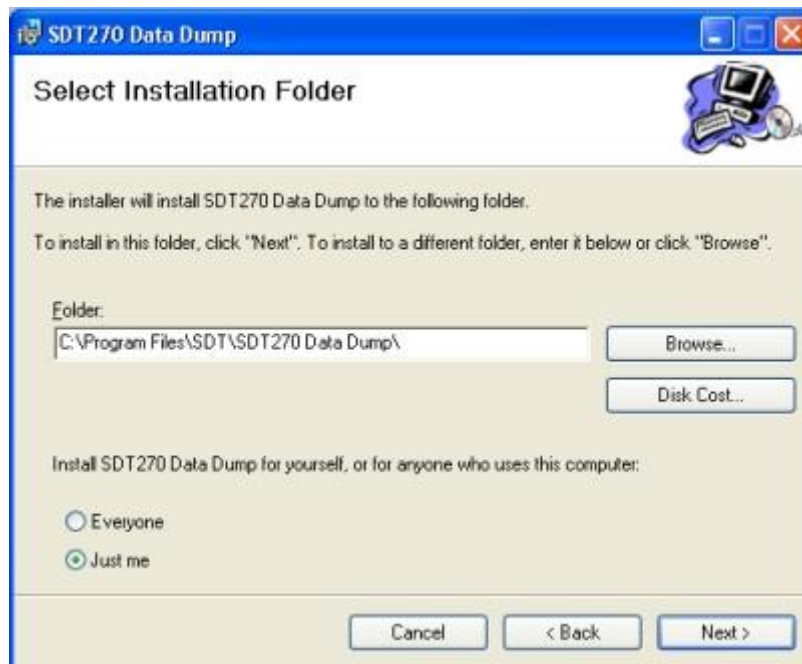 SDT270 Data Dump
Select Installation Folder
The installer will install SDT270 Data Dump to the following folder.
To install in this folder, click "Next". To install to a different folder, enter it below or click "Browse".
Folder:
C:\Program Files\SDT\SDT270 Data Dump\
Browse...
Disk Cost...
Install SDT270 Data Dump for yourself, or for anyone who uses this computer:
Everyone
Just me
Cancel
< Back
Next >